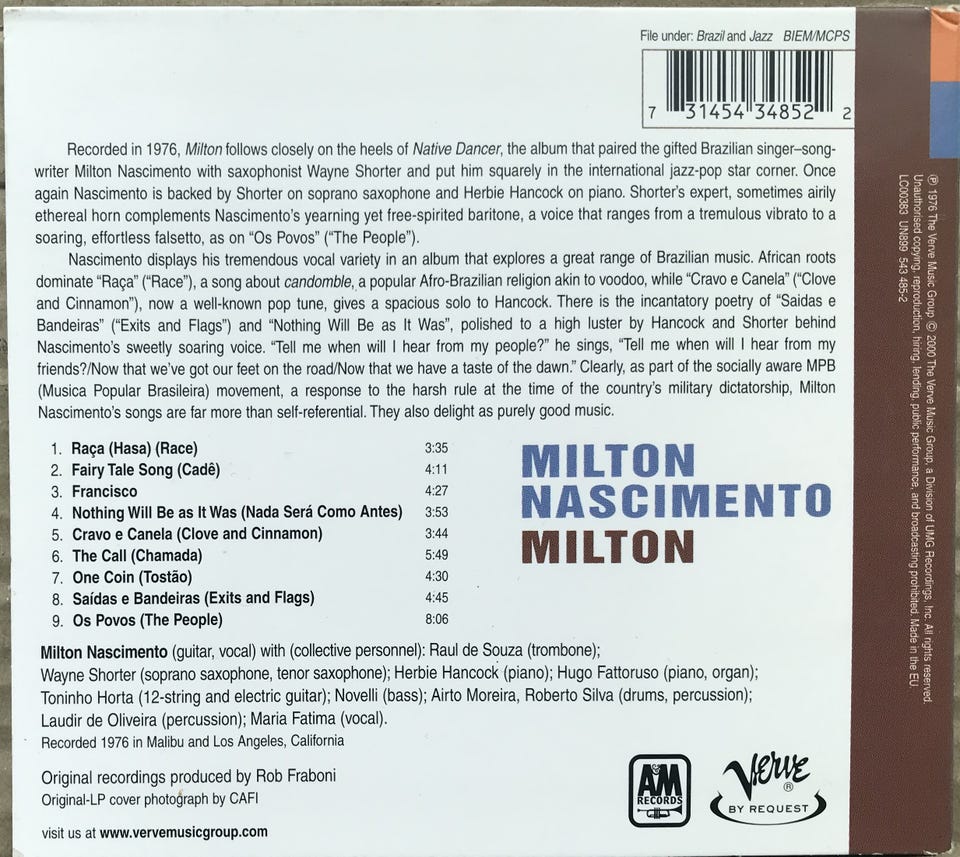 File under: Brazil and Jazz BIEM/MCPS
7 31454 34852 2
Recorded in 1976, Milton follows closely on the heels of Native Dancer, the album that paired the gifted Brazilian singer–song-
writer Milton Nascimento with saxophonist Wayne Shorter and put him squarely in the international jazz-pop star corner. Once
again Nascimento is backed by Shorter on soprano saxophone and Herbie Hancock on piano. Shorter's expert, sometimes airily
ethereal horn complements Nascimento's yearning yet free-spirited baritone, a voice that ranges from a tremulous vibrato to a
soaring, effortless falsetto, as on “Os Povos” (“The People”).
Nascimento displays his tremendous vocal variety in an album that explores a great range of Brazilian music. African roots
dominate “Raça” (“Race”), a song about candomble, a popular Afro-Brazilian religion akin to voodoo, while “Cravo e Canela” (“Clove
and Cinnamon”), now a well-known pop tune, gives a spacious solo to Hancock. There is the incantatory poetry of “Saidas e
Bandeiras” (“Exits and Flags”) and “Nothing Will Be as It Was”, polished to a high luster by Hancock and Shorter behind
Nascimento's sweetly soaring voice. “Tell me when will I hear from my people?” he sings, “Tell me when will I hear from my
friends?/Now that we've got our feet on the road/Now that we have a taste of the dawn.” Clearly, as part of the socially aware MPB
(Musica Popular Brasileira) movement, a response to the harsh rule at the time of the country's military dictatorship, Milton
Nascimento's songs are far more than self-referential. They also delight as purely good music.
1. Raça (Hasa) (Race) 3:35
2. Fairy Tale Song (Cadê) 4:11
3. Francisco 4:27
4. Nothing Will Be as It Was (Nada Será Como Antes) 3:53
5. Cravo e Canela (Clove and Cinnamon) 3:44
6. The Call (Chamada) 5:49
7. One Coin (Tostão) 4:30
8. Saídas e Bandeiras (Exits and Flags) 4:45
9. Os Povos (The People) 8:06
MILTON
NASCIMENTO
MILTON
Milton Nascimento (guitar, vocal) with (collective personnel): Raul de Souza (trombone);
Wayne Shorter (soprano saxophone, tenor saxophone); Herbie Hancock (piano); Hugo Fattoruso (piano, organ);
Toninho Horta (12-string and electric guitar); Novelli (bass); Airto Moreira, Roberto Silva (drums, percussion);
Laudir de Oliveira (percussion); Maria Fatima (vocal).
Recorded 1976 in Malibu and Los Angeles, California
Original recordings produced by Rob Fraboni
Original-LP cover photograph by CAFI
visit us at www.vervemusicgroup.com
A&M
RECORDS
Verve ®
BY REQUEST
℗ 1976 The Verve Music Group © 2000 The Verve Music Group, a Division of UMG Recordings, Inc. All rights reserved.
Unauthorised copying, reproduction, hiring, lending, public performance, and broadcasting prohibited. Made in the EU.
LC00383 UN899 543 485-2